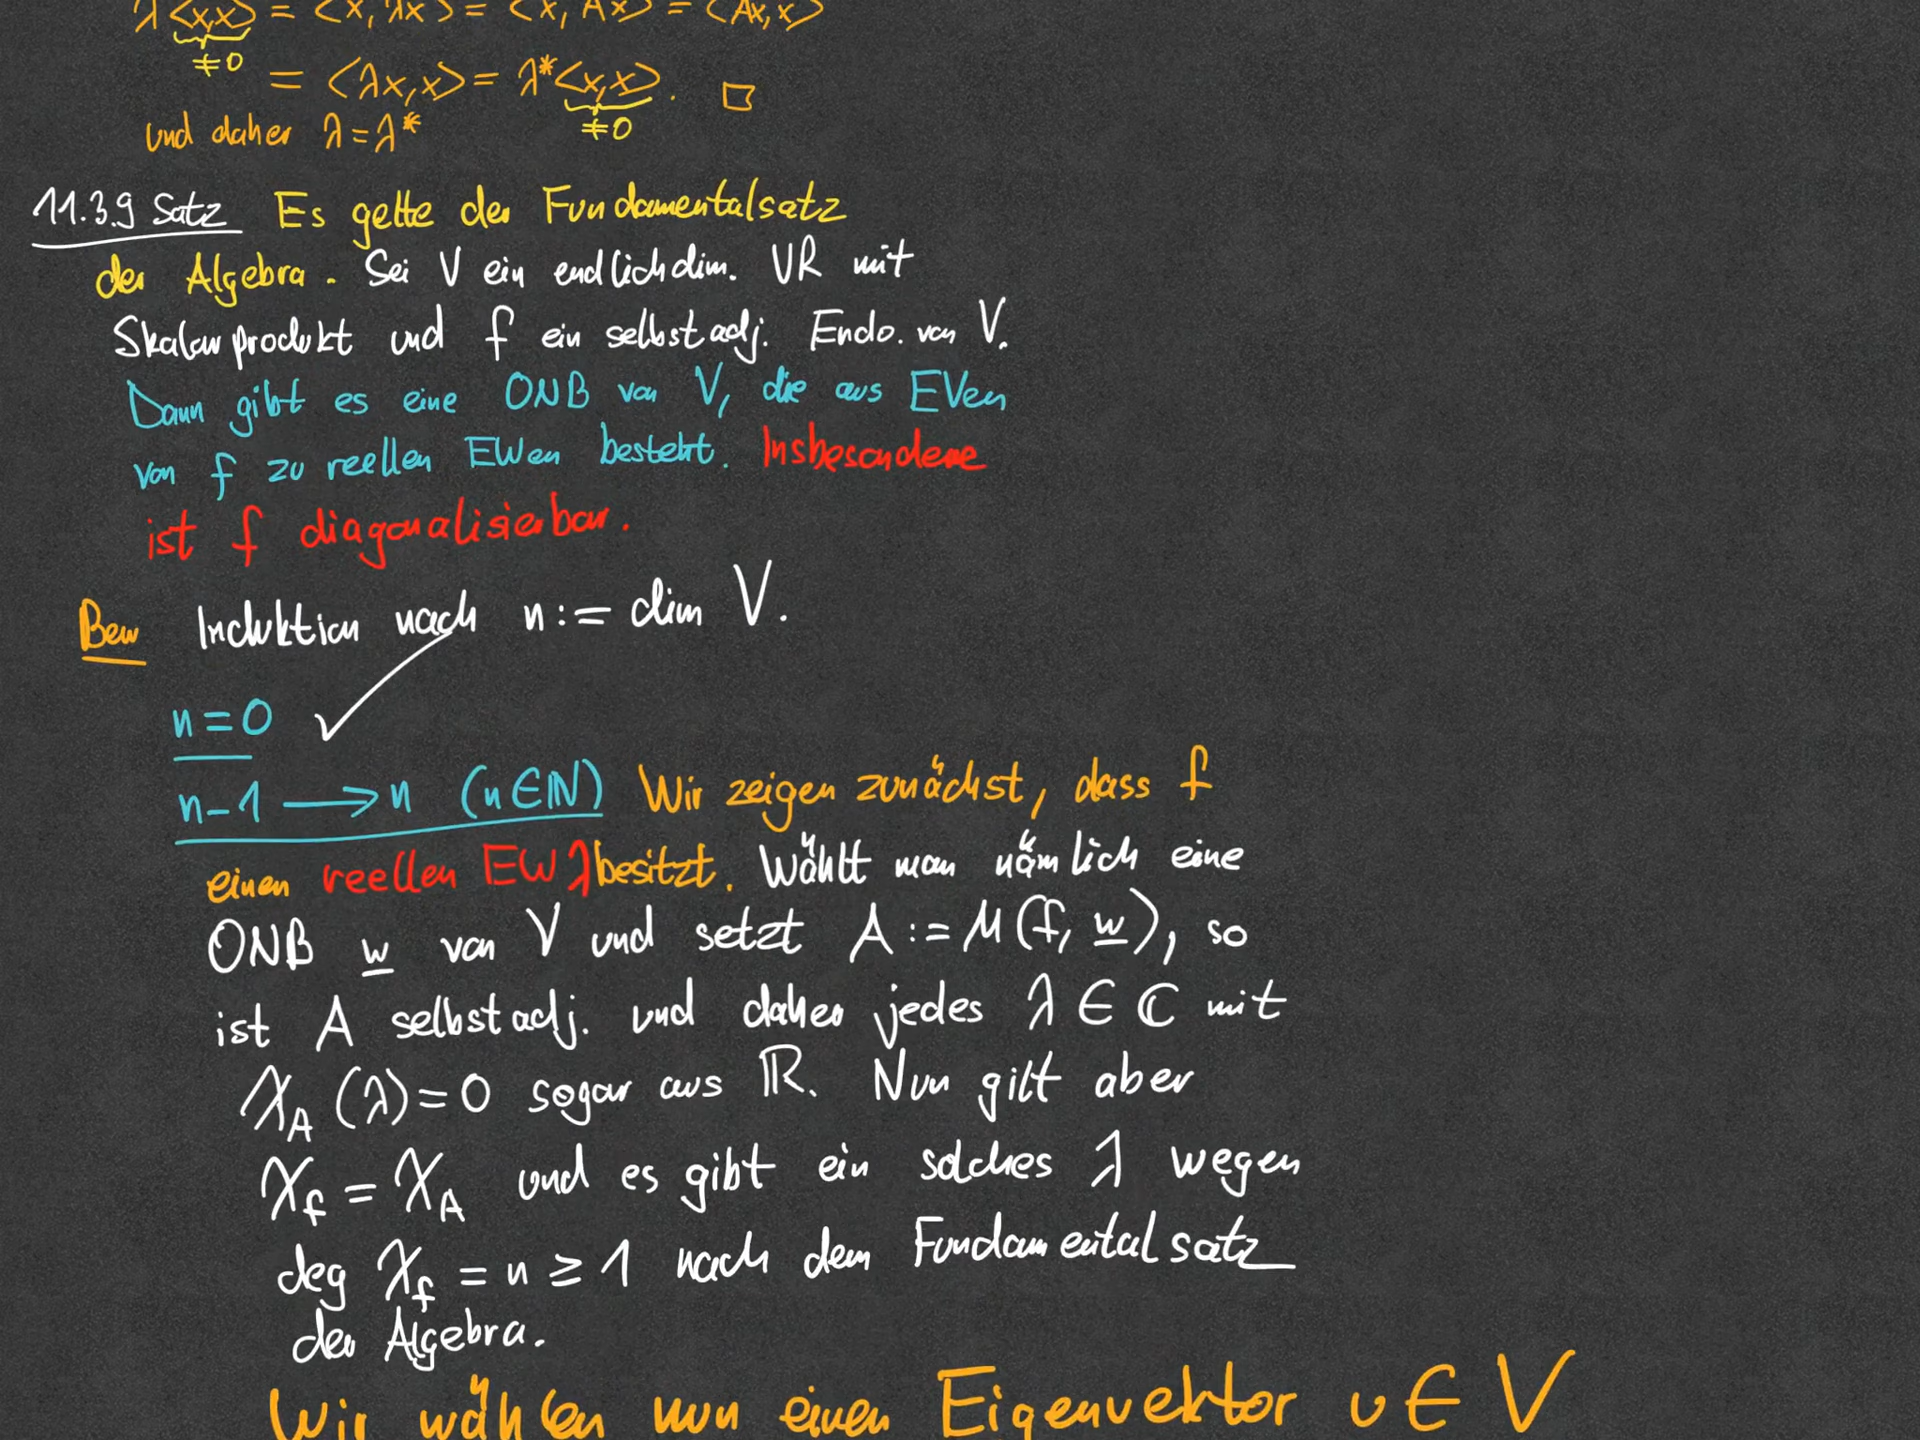 λ<x,x> = <x,λx> = <x,Ax> = <Ax,x>
≠0
= <λx,x> = λ*<x,x>. □
und daher λ=λ* ≠0
11.3.9 Satz Es gelte der Fundamentalsatz
der Algebra. Sei V ein endlichdim. VR mit
Skalarprodukt und f ein selbstadj. Endo. von V.
Dann gibt es eine ONB von V, die aus EVen
von f zu reellen EWen besteht. Insbesondere
ist f diagonalisierbar.
Bew Induktion nach n:= dim V.
n=0 ✓
n-1 → n (n∈ℕ) Wir zeigen zunächst, dass f
einen reellen EW λ besitzt. Wählt man nämlich eine
ONB w von V und setzt A := M(f, w), so
ist A selbstadj. und daher jedes λ ∈ ℂ mit
χ_A (λ)=0 sogar aus ℝ. Nun gilt aber
χ_f = χ_A und es gibt ein solches λ wegen
deg χ_f = n ≥ 1 nach dem Fundamentalsatz
der Algebra.
Wir wählen nun einen Eigenvektor v ∈ V